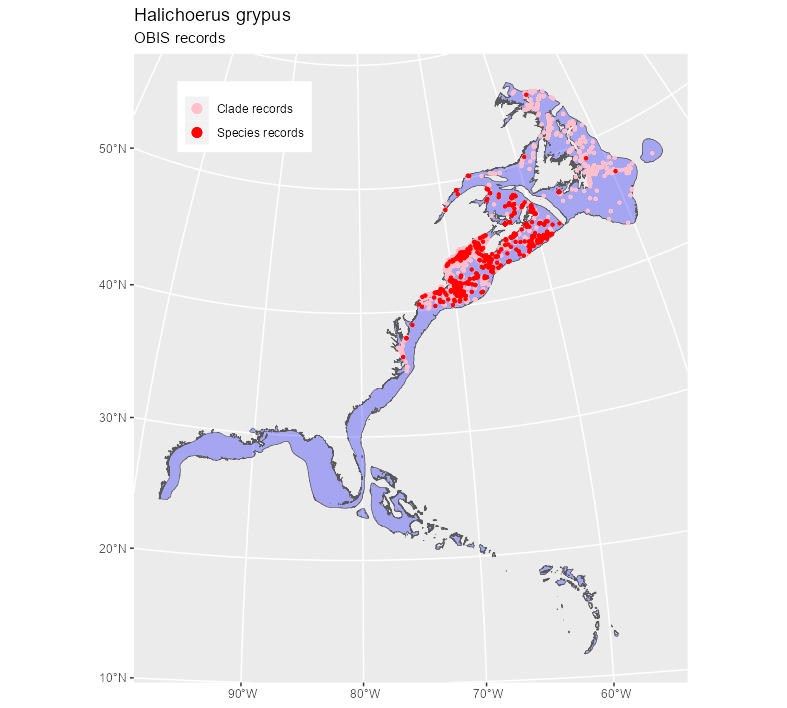 Halichoerus grypus
OBIS records
Clade records
Species records
50°N
40°N
30°N
20°N
10°N
90°W
80°W
70°W
60°W